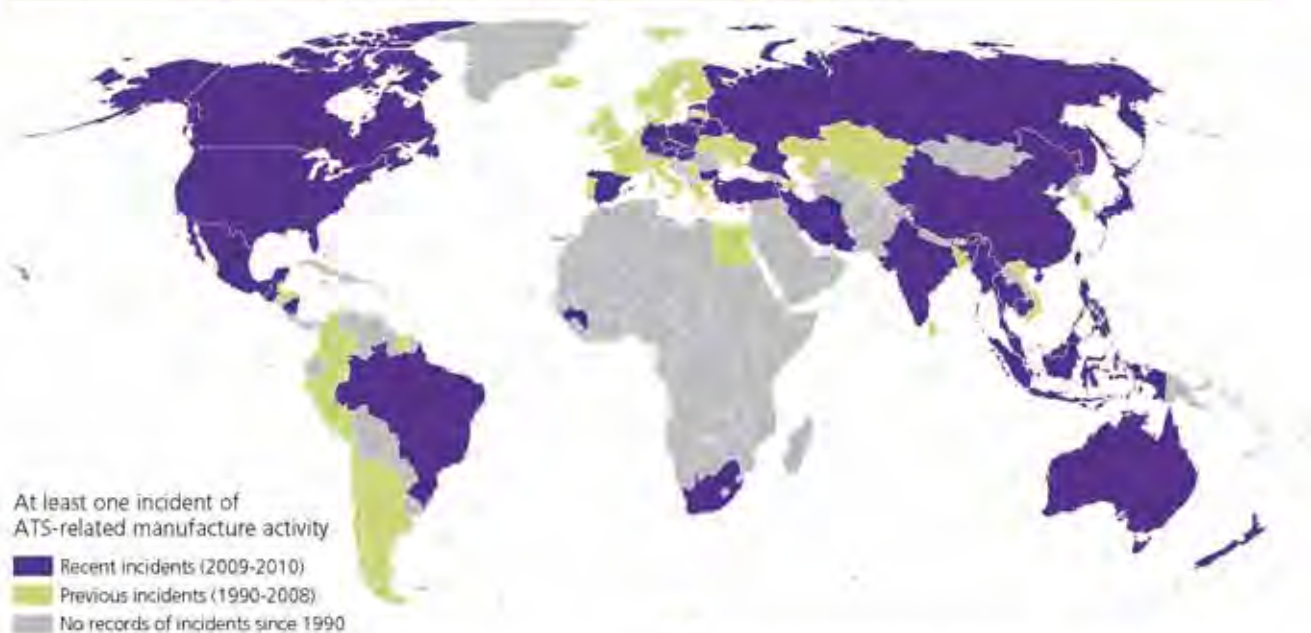 At least one incident of
ATS-related manufacture activity
Recent incidents (2009-2010)
Previous incidents (1990-2008)
No records of incidents since 1990